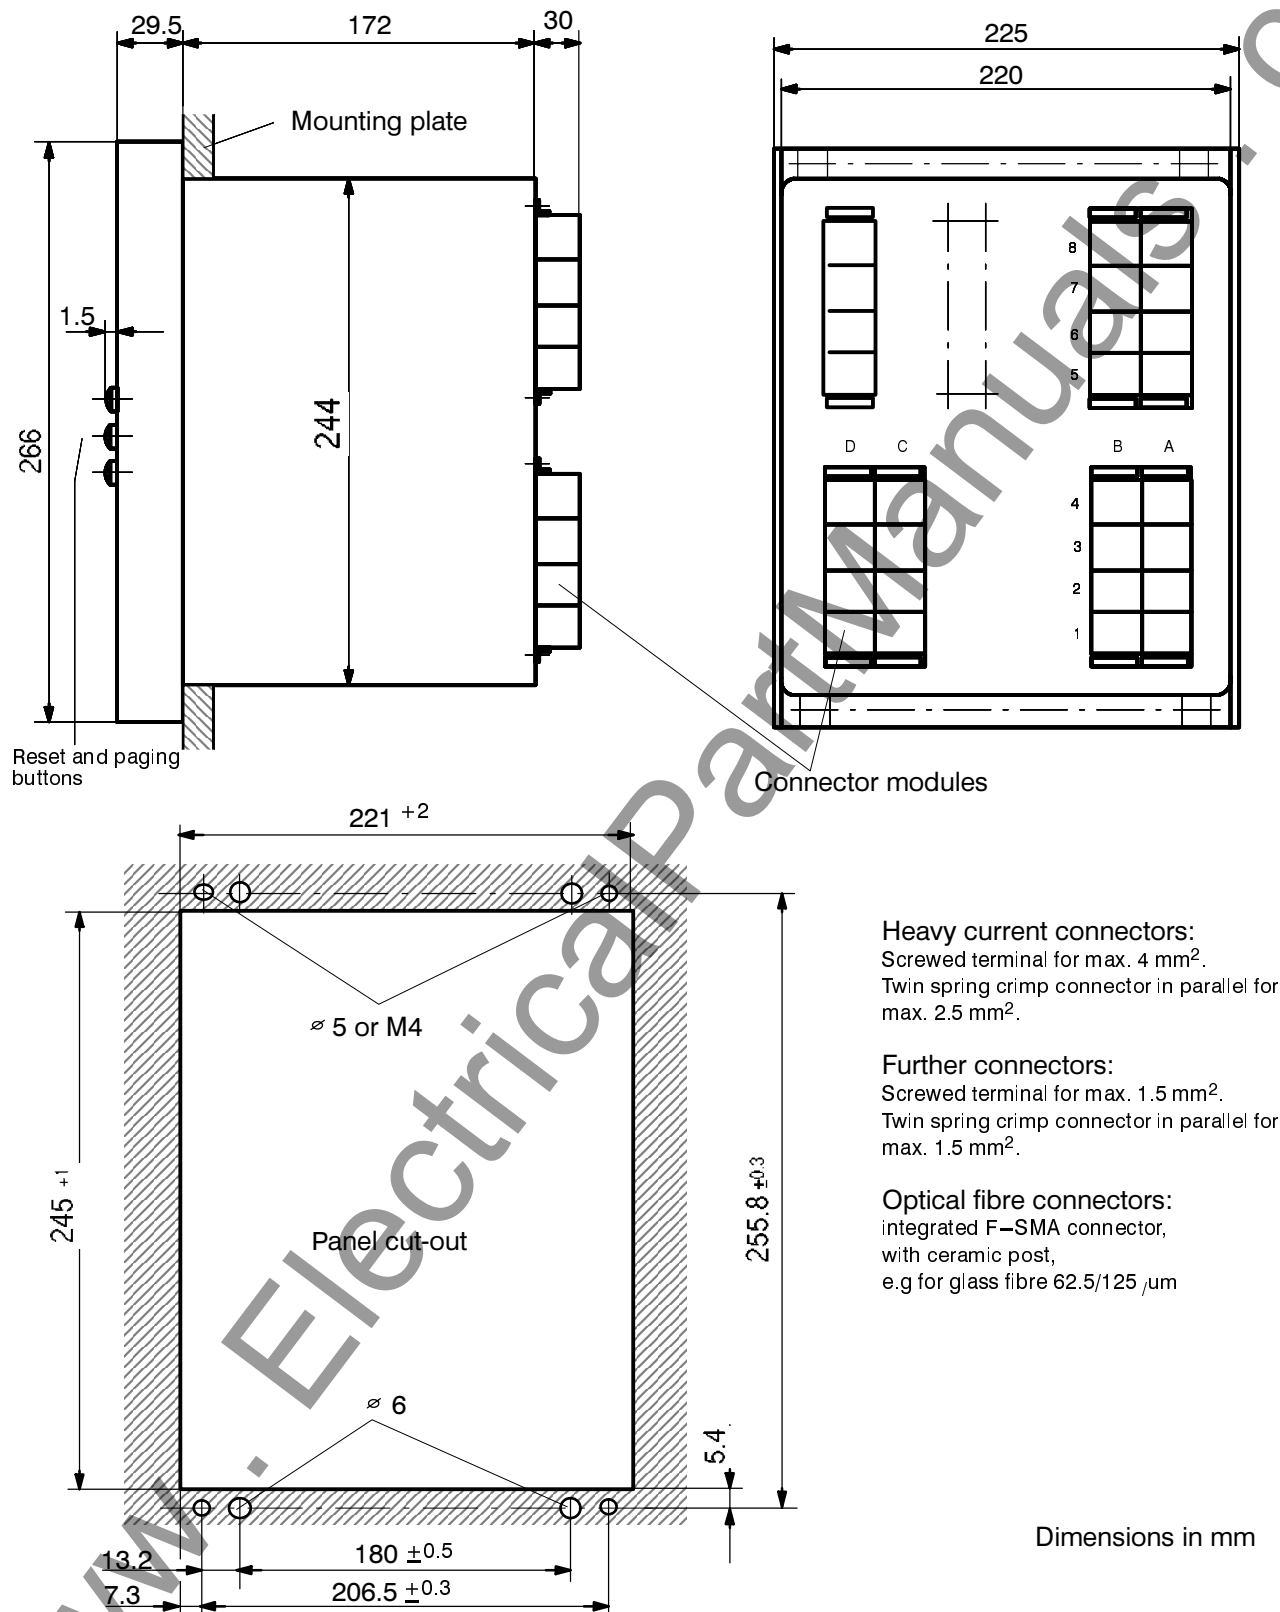 29.5
172
30
225
220
Mounting plate
1.5
266
244
8
7
6
5
D
C
B
A
4
3
2
1
Reset and paging
buttons
Connector modules
221 +2
⌀ 5 or M4
245 +1
255.8 ±0.3
Panel cut-out
⌀ 6
5.4
13.2
180 ±0.5
7.3
206.5 ±0.3
Heavy current connectors:
Screwed terminal for max. 4 mm².
Twin spring crimp connector in parallel for
max. 2.5 mm².
Further connectors:
Screwed terminal for max. 1.5 mm².
Twin spring crimp connector in parallel for
max. 1.5 mm².
Optical fibre connectors:
integrated F–SMA connector,
with ceramic post,
e.g for glass fibre 62.5/125 /um
Dimensions in mm
www . ElectricalPartManuals . c